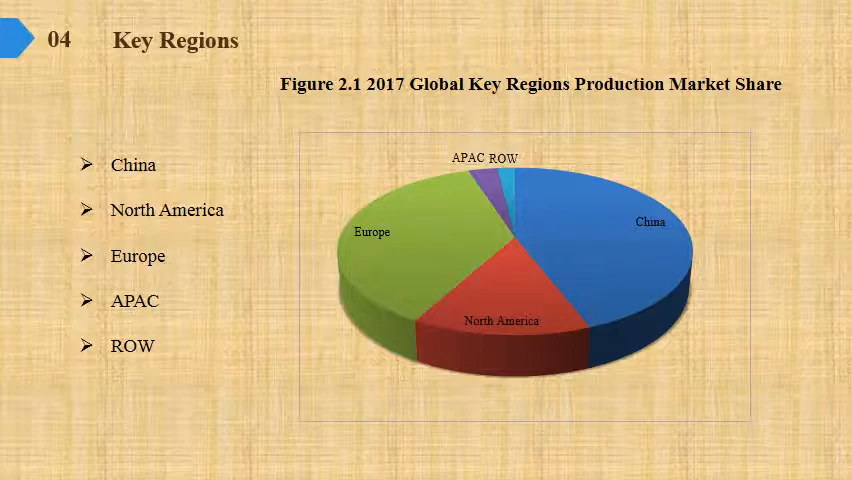 04 Key Regions
Figure 2.1 2017 Global Key Regions Production Market Share
China
North America
Europe
APAC
ROW
APAC ROW
Europe
China
North America